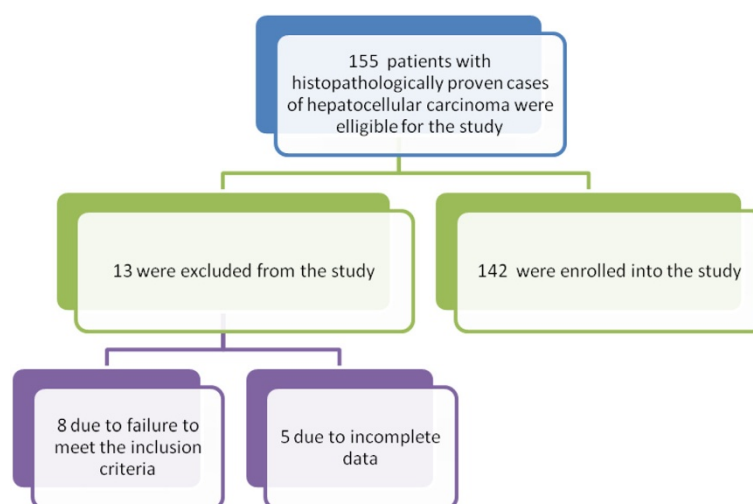 155 patients with
histopathologically proven cases
of hepatocellular carcinoma were
elligible for the study
13 were excluded from the study
142 were enrolled into the study
8 due to failure to
meet the inclusion
criteria
5 due to incomplete
data